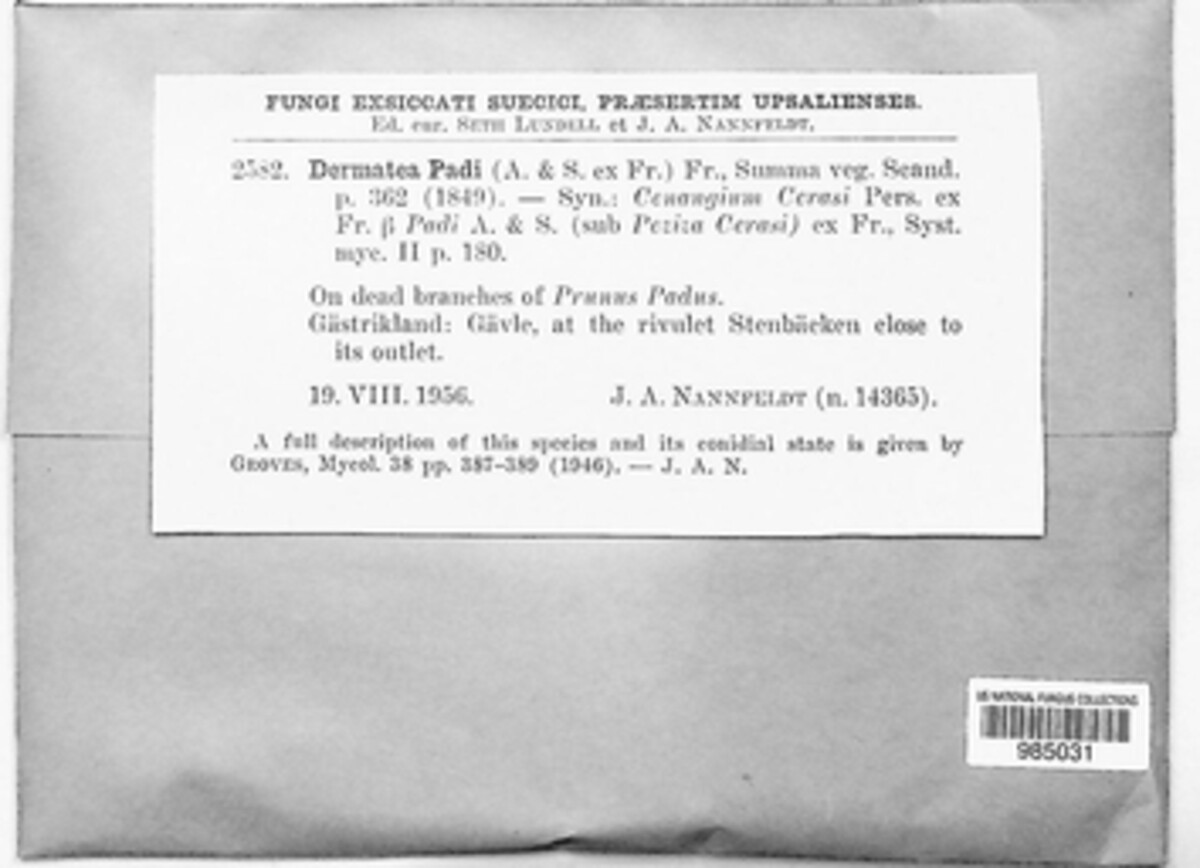 FUNGI EXSICCATI SUECICI, PRÆSERTIM UPSALIENSES.
Ed. cur. SETH LUNDELL et J. A. NANNFELDT.
2582. Dermatea Padi (A. & S. ex Fr.) Fr., Summa veg. Scand.
p. 362 (1849). — Syn.: Cenangium Cerasi Pers. ex
Fr. β Padi A. & S. (sub Peziza Cerasi) ex Fr., Syst.
myc. II p. 180.
On dead branches of Prunus Padus.
Gästrikland: Gävle, at the rivulet Stenbäcken close to
its outlet.
19. VIII. 1956. J. A. NANNFELDT (n. 14365).
A full description of this species and its conidial state is given by
GROVES, Mycol. 38 pp. 387–389 (1946). — J. A. N.
US NATIONAL FUNGUS COLLECTIONS
985031